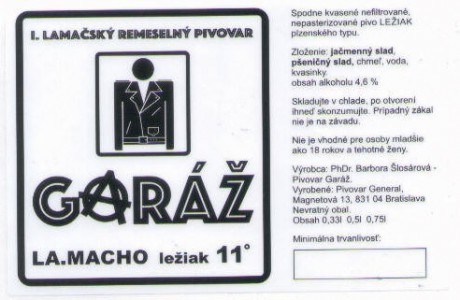 I. LAMAČSKÝ REMESELNÝ PIVOVAR
GARÁŽ
LA.MACHO ležiak 11°
Spodne kvasené nefiltrované,
nepasterizované pivo LEŽIAK
plzenského typu.
Zloženie: jačmenný slad,
pšeničný slad, chmeľ, voda,
kvasinky.
obsah alkoholu 4,6 %
Skladujte v chlade, po otvorení
ihneď skonzumujte. Prípadný zákal
nie je na závadu.
Nie je vhodné pre osoby mladšie
ako 18 rokov a tehotné ženy.
Výrobca: PhDr. Barbora Šlosárová -
Pivovar Garáž.
Vyrobené: Pivovar General,
Magnetová 13, 831 04 Bratislava
Nevratný obal.
Obsah 0,33l 0,5l 0,75l
Minimálna trvanlivosť: